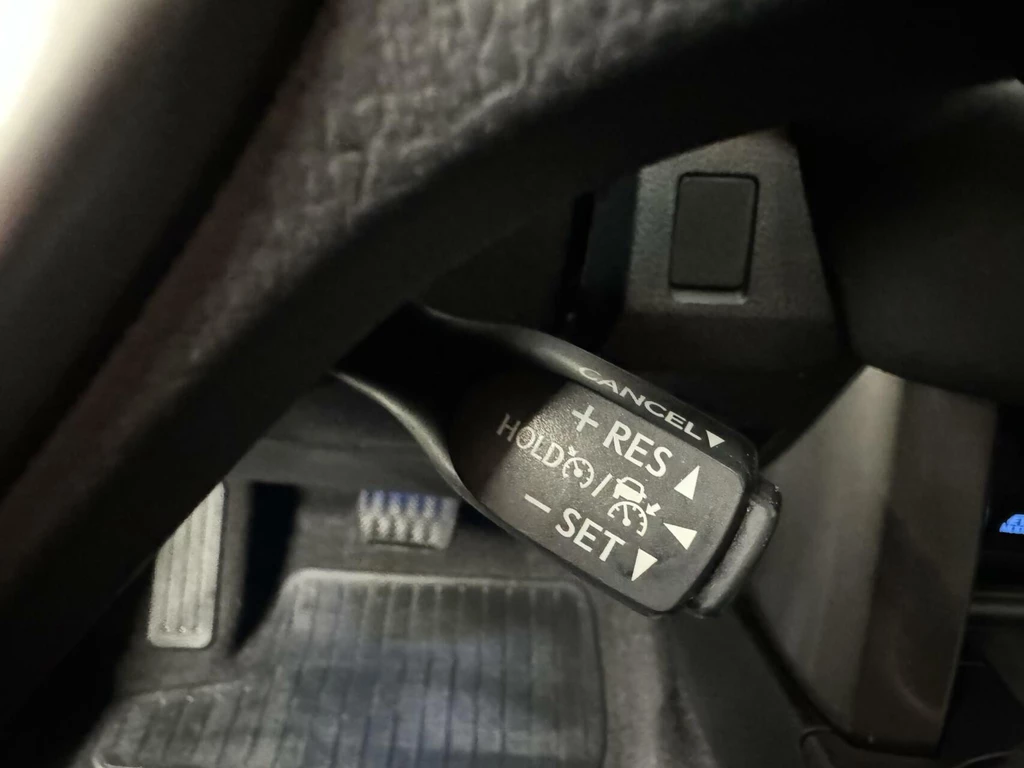 CANCEL
+ RES
HOLD /
- SET